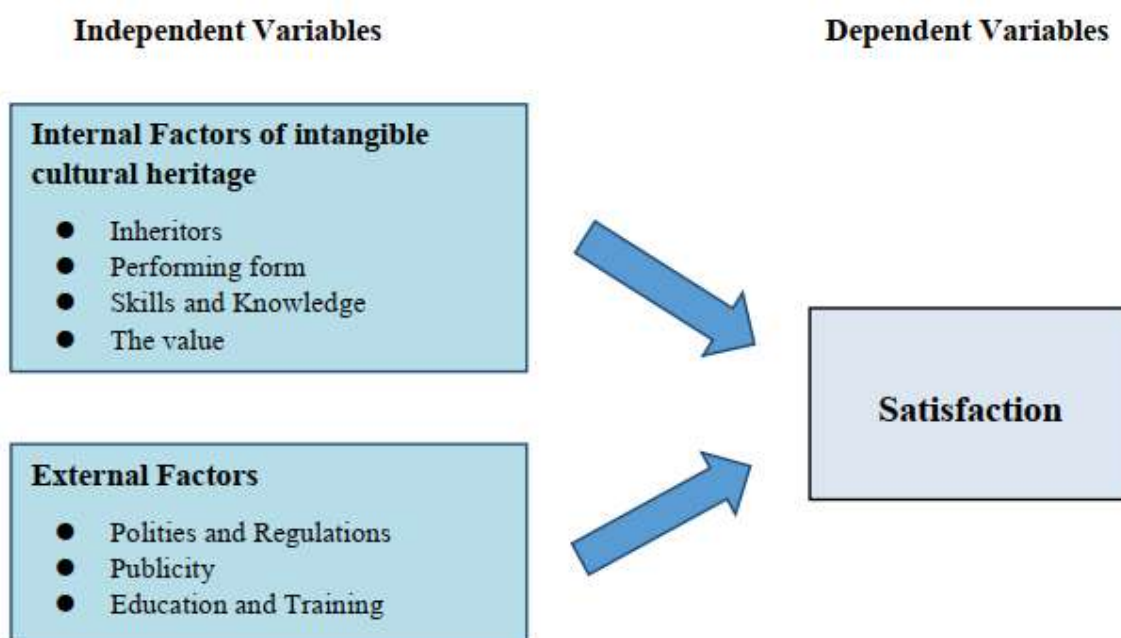 Independent Variables
Dependent Variables
Internal Factors of intangible
cultural heritage
● Inheritors
● Performing form
● Skills and Knowledge
● The value
Satisfaction
External Factors
● Polities and Regulations
● Publicity
● Education and Training